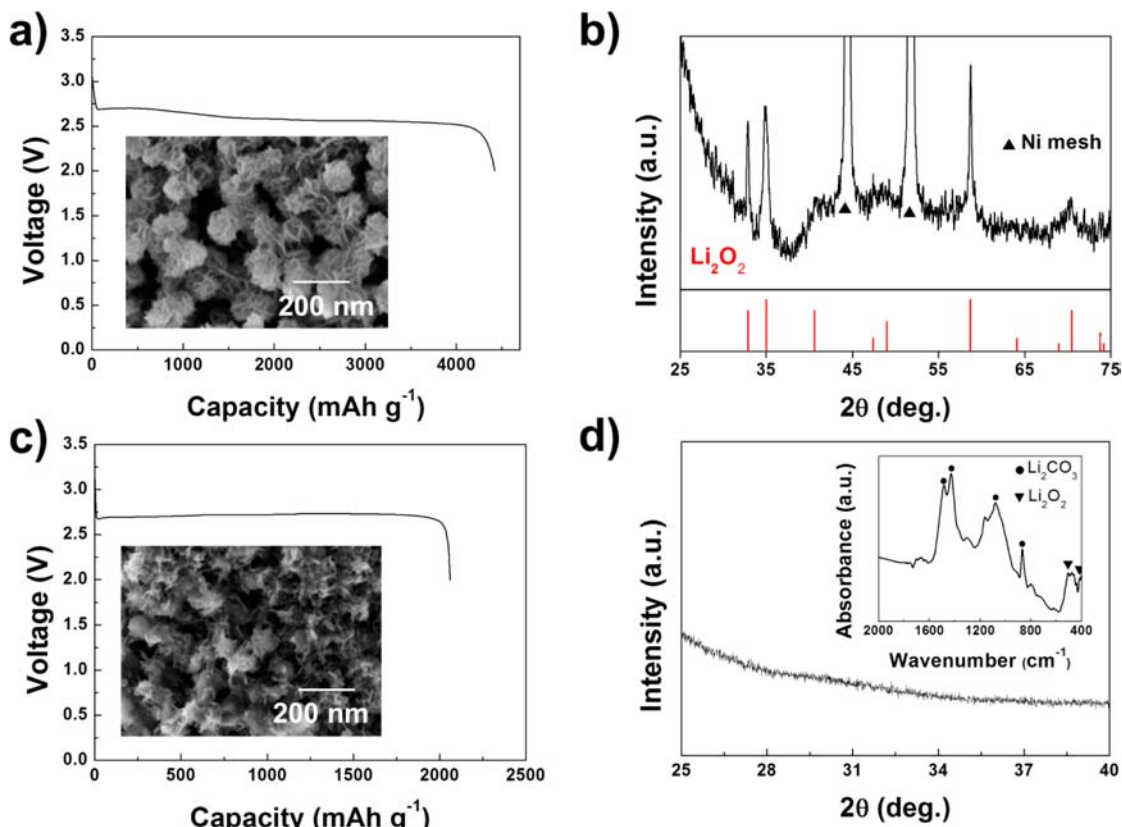 a)
3.5
3.0
2.5
2.0
1.5
1.0
0.5
0.0
Voltage (V)
200 nm
0 1000 2000 3000 4000
Capacity (mAh g⁻¹)
b)
Intensity (a.u.)
▲ Ni mesh
Li₂O₂
25 35 45 55 65 75
2θ (deg.)
c)
3.5
3.0
2.5
2.0
1.5
1.0
0.5
0.0
Voltage (V)
200 nm
0 500 1000 1500 2000 2500
Capacity (mAh g⁻¹)
d)
Intensity (a.u.)
Absorbance (a.u.)
● Li₂CO₃
▼ Li₂O₂
2000 1600 1200 800 400
Wavenumber (cm⁻¹)
25 28 31 34 37 40
2θ (deg.)